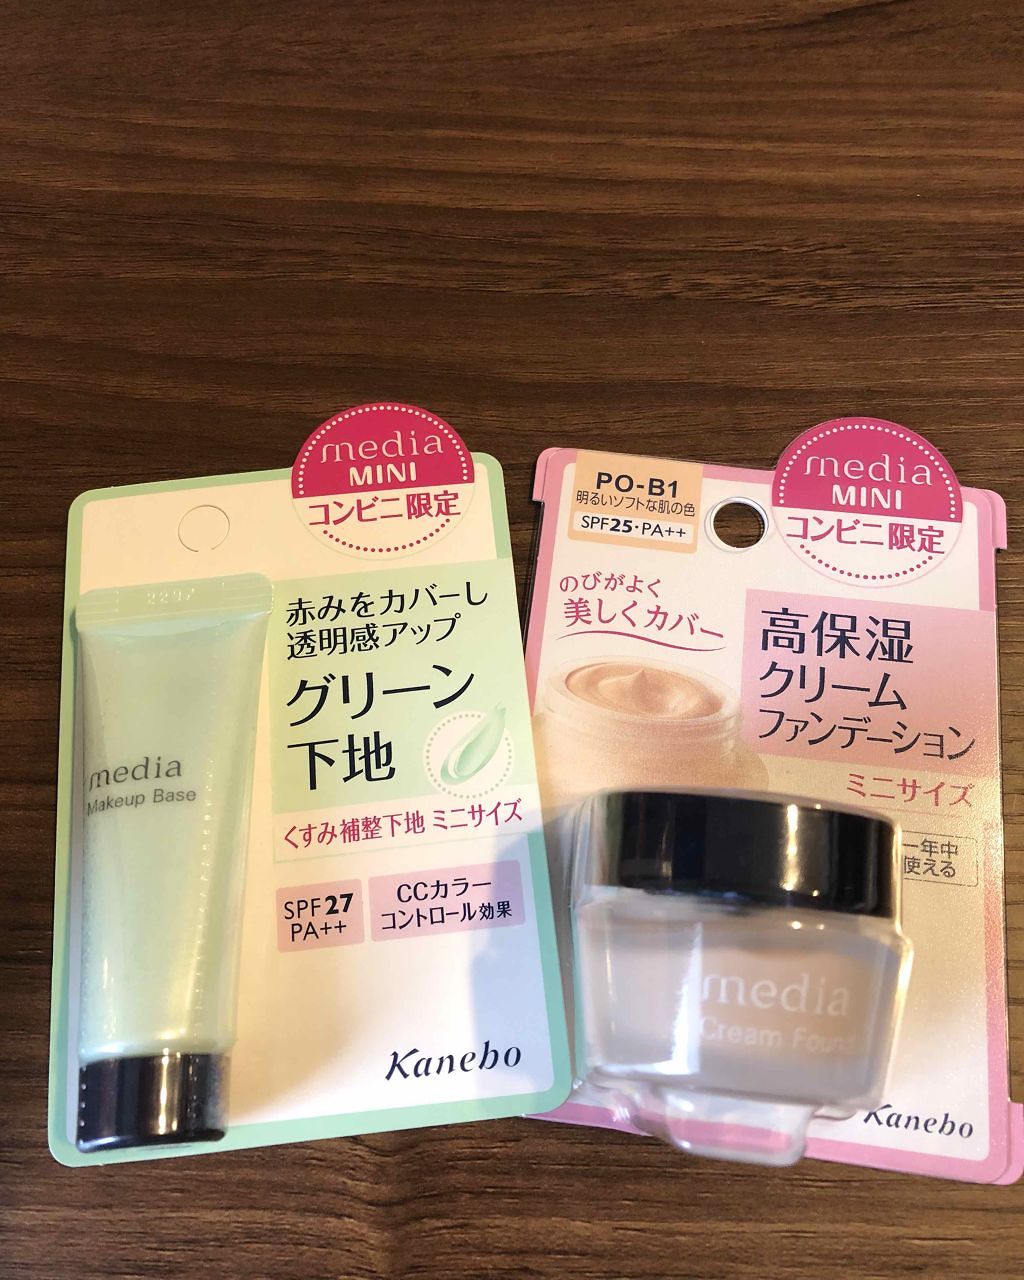 media
MINI
コンビニ限定
赤みをカバーし
透明感アップ
グリーン
下地
くすみ補整下地 ミニサイズ
SPF27
PA++
CCカラー
コントロール効果
media
Makeup Base
Kanebo
media
MINI
コンビニ限定
PO-B1
明るいソフトな肌の色
SPF25・PA++
のびがよく
美しくカバー
高保湿
クリーム
ファンデーション
ミニサイズ
一年中
使える
media
Cream Foun
Kanebo